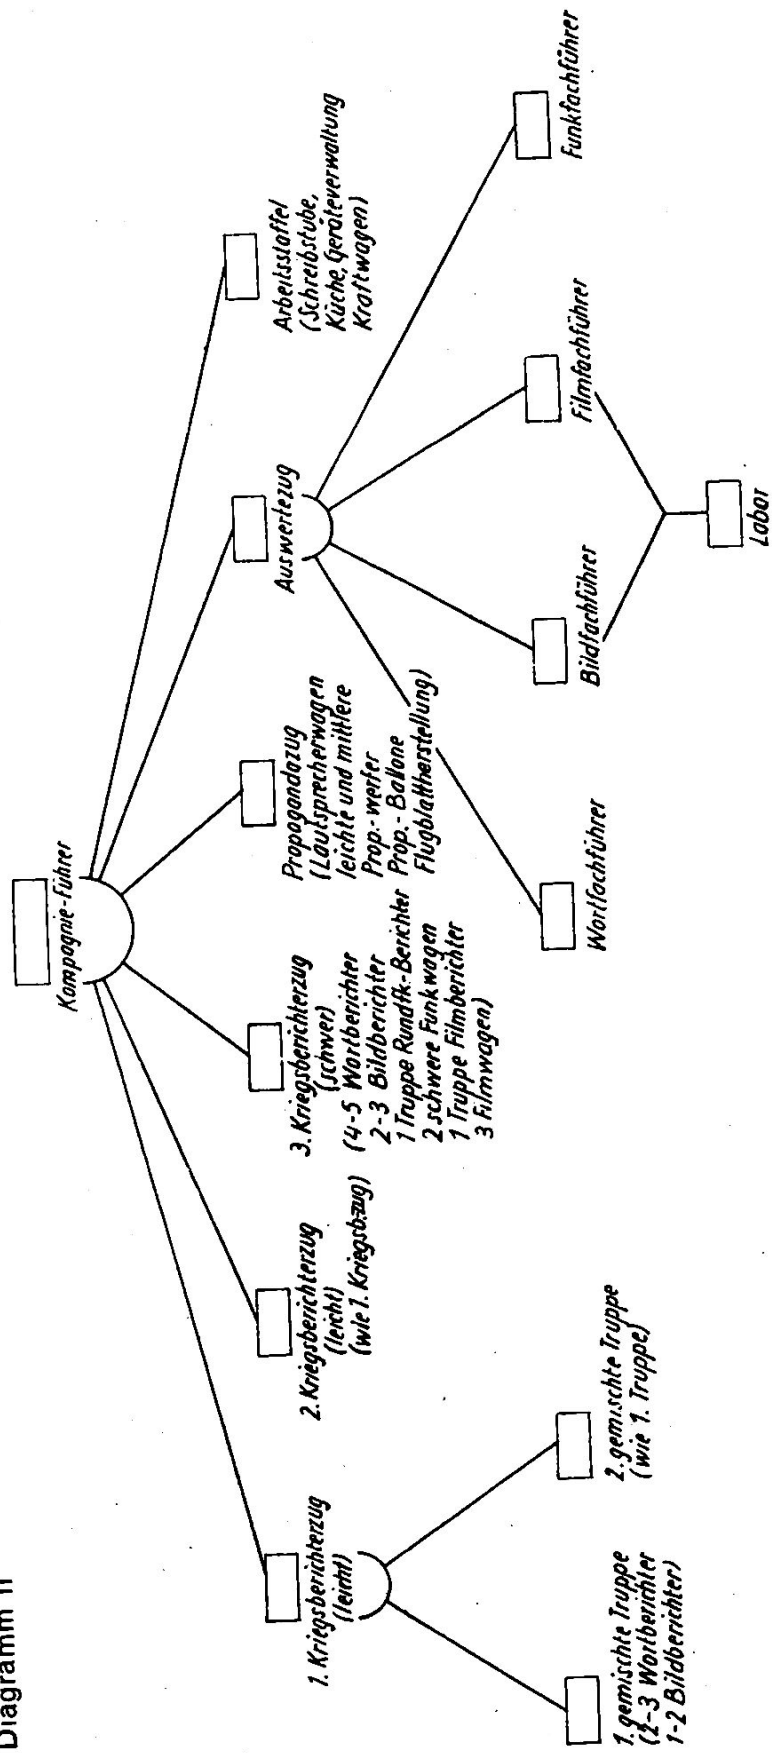 Diagramm II
Kompagnie-Führer
1. Kriegsberichterzug
(leicht)
2. Kriegsberichterzug
(leicht)
(wie 1. Kriegsb.zug)
3. Kriegsberichterzug
(schwer)
(4-5 Wortberichter
2-3 Bildberichter
1 Truppe Rundfk.-Berichter
2 schwere Funkwagen
1 Truppe Filmberichter
3 Filmwagen)
Propagandazug
(Lautsprecherwagen
leichte und mittlere
Prop.-werfer
Prop.-Ballone
Flugblattherstellung)
Auswertezug
Arbeitsstaffel
(Schreibstube,
Küche, Geräteverwaltung
Kraftwagen)
1. gemischte Truppe
(2-3 Wortberichter
1-2 Bildberichter)
2. gemischte Truppe
(wie 1. Truppe)
Wortfachführer
Bildfachführer
Filmfachführer
Funkfachführer
Labor